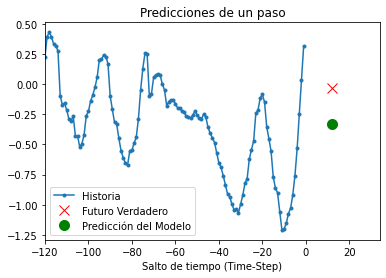 Predicciones de un paso
0.50
0.25
0.00
−0.25
−0.50
−0.75
−1.00
−1.25
Historia
Futuro Verdadero
Predicción del Modelo
−120 −100 −80 −60 −40 −20 0 20
Salto de tiempo (Time-Step)